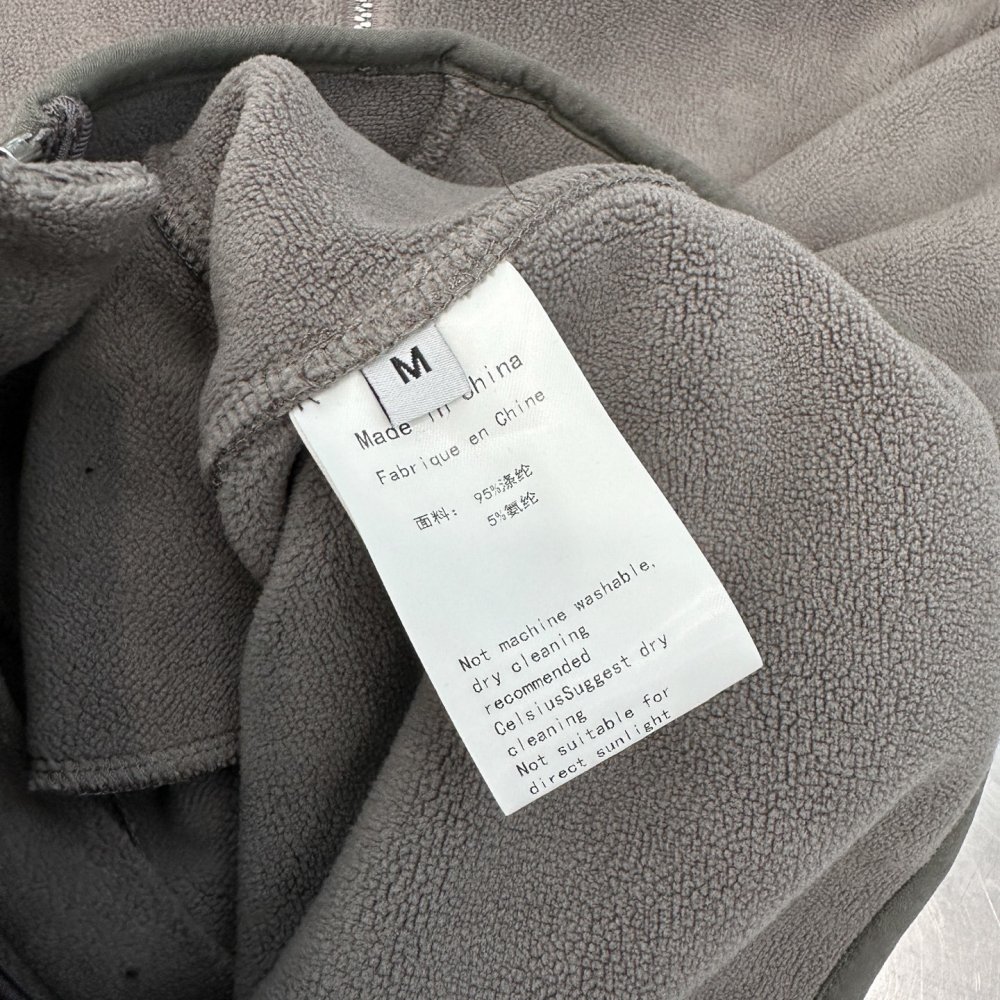 M
Made in China
Fabrique en Chine
面料： 95%涤纶
5%氨纶
Not machine washable,
dry cleaning
recommended
CelsiusSuggest dry
cleaning
Not suitable for
direct sunlight